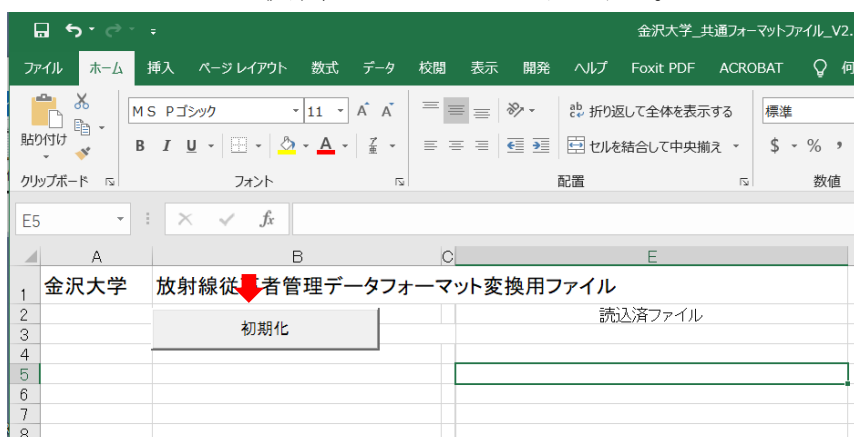 金沢大学_共通フォーマットファイル_V2.
ファイル ホーム 挿入 ページ レイアウト 数式 データ 校閲 表示 開発 ヘルプ Foxit PDF ACROBAT 何
MS Pゴシック 11 A A 折り返して全体を表示する 標準
貼り付け B I U A セルを結合して中央揃え $ % ,
クリップボード フォント 配置 数値
E5 fx
A B C E
1 金沢大学 放射線従 者管理データフォーマット変換用ファイル
2 読込済ファイル
初期化
3
4
5
6
7
8